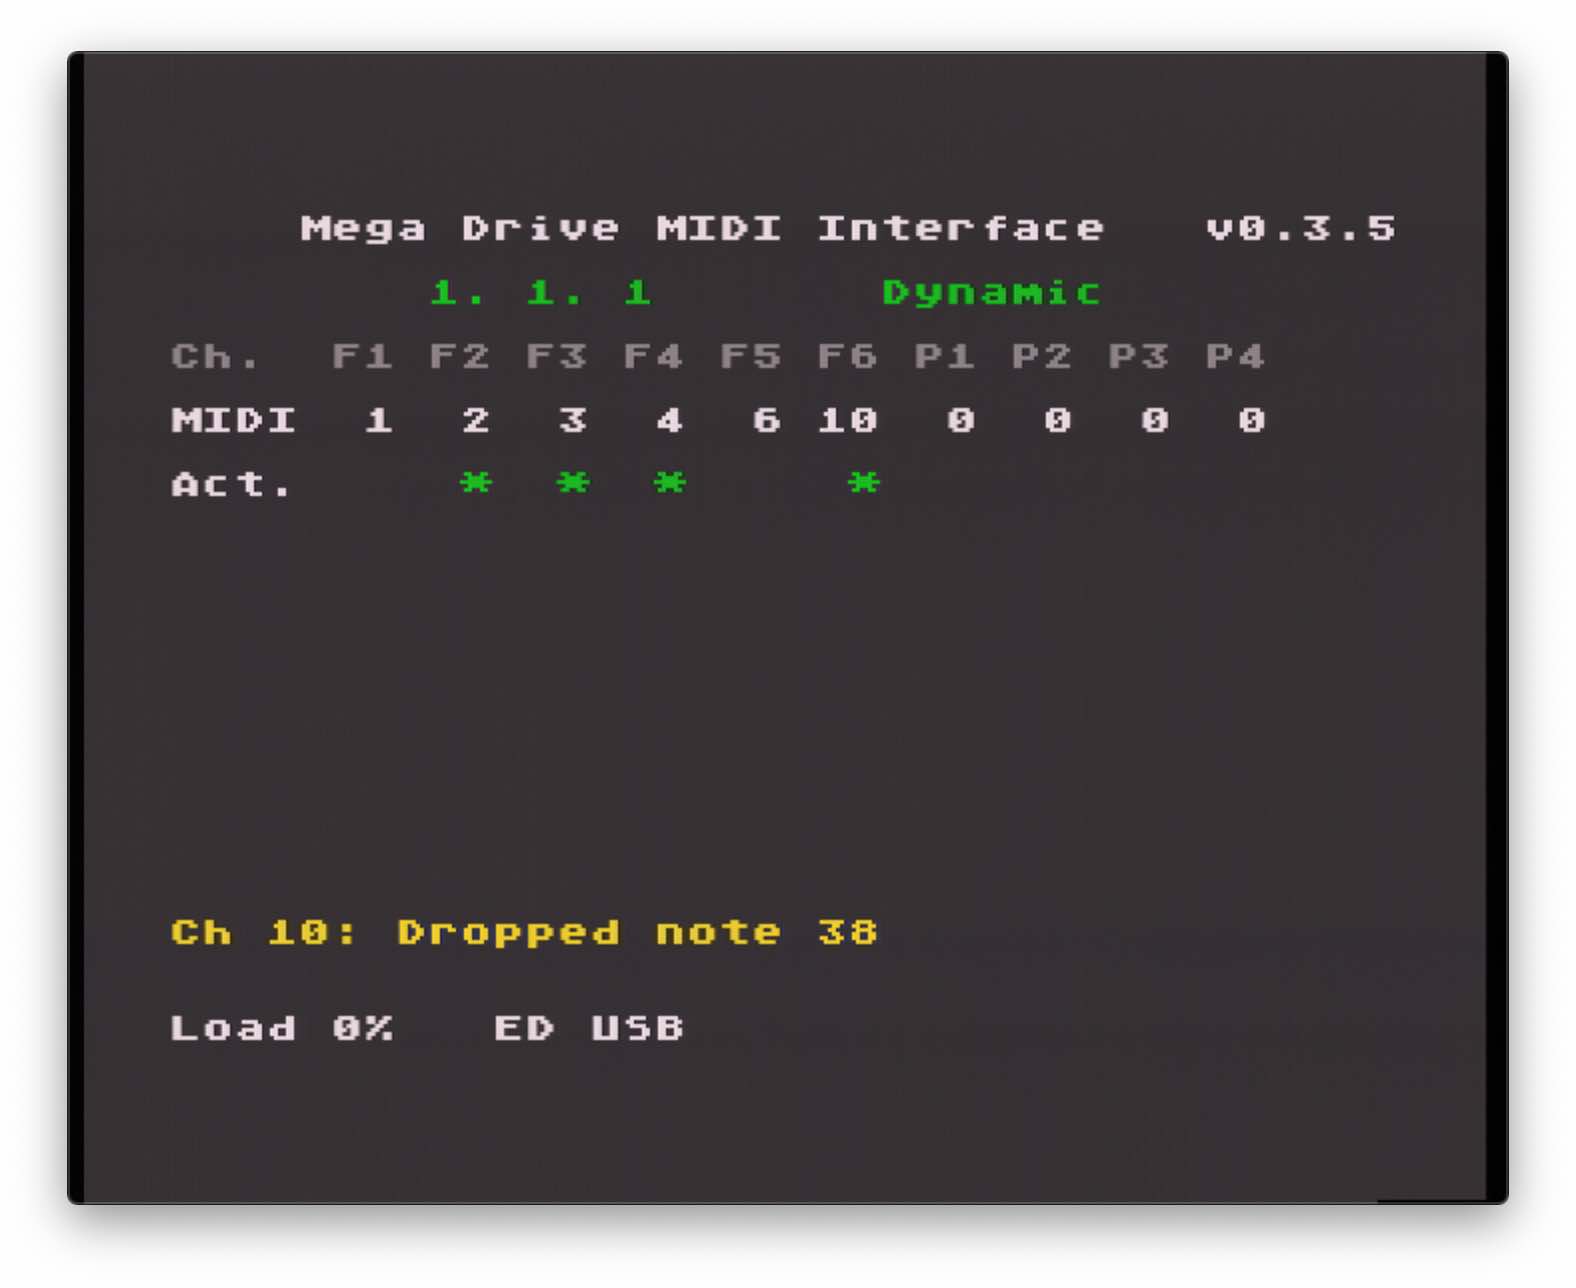 Mega Drive MIDI Interface v0.3.5
1. 1. 1 Dynamic
Ch. F1 F2 F3 F4 F5 F6 P1 P2 P3 P4
MIDI 1 2 3 4 6 10 0 0 0 0
Act. * * * *
Ch 10: Dropped note 38
Load 0% ED USB